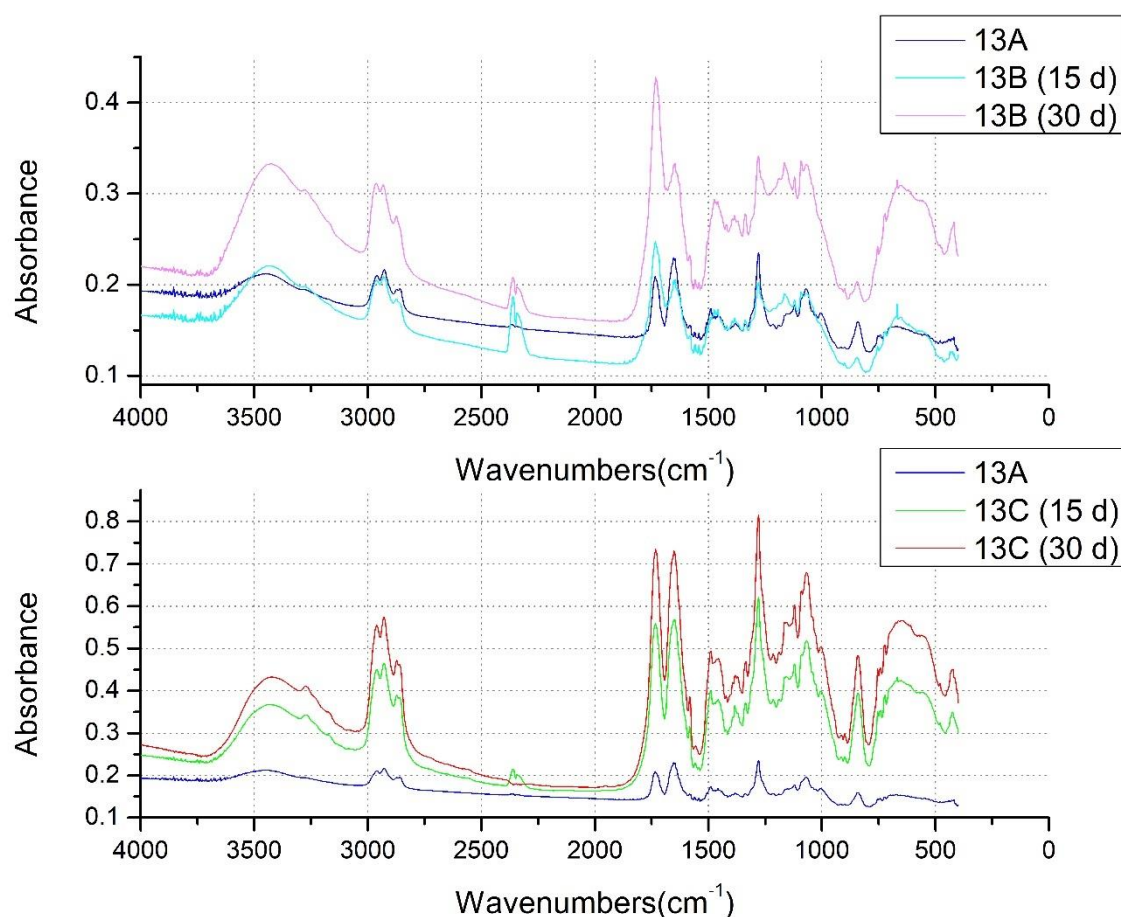 13A
13B (15 d)
13B (30 d)
0.4
0.3
0.2
0.1
Absorbance
4000 3500 3000 2500 2000 1500 1000 500 0
Wavenumbers(cm⁻¹)
13A
13C (15 d)
13C (30 d)
0.8
0.7
0.6
0.5
0.4
0.3
0.2
0.1
Absorbance
4000 3500 3000 2500 2000 1500 1000 500 0
Wavenumbers(cm⁻¹)